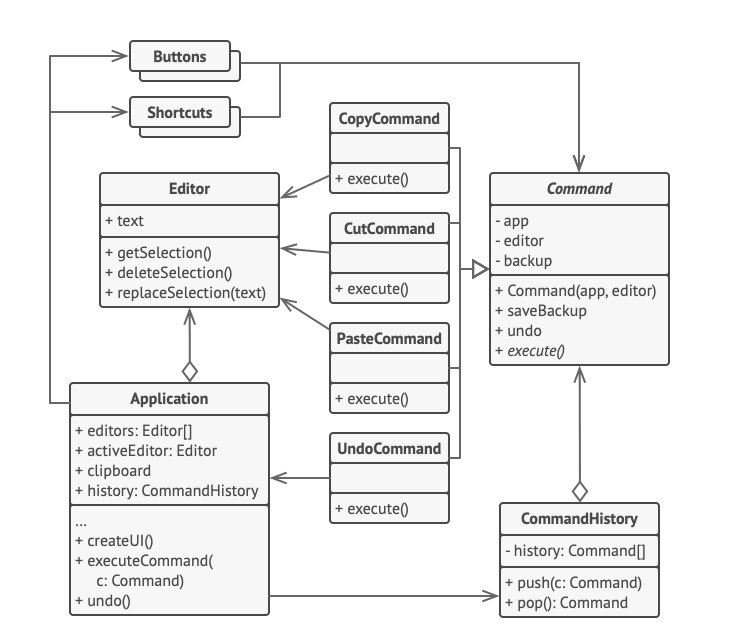 Buttons
Shortcuts
CopyCommand
+ execute()
Editor
+ text
+ getSelection()
+ deleteSelection()
+ replaceSelection(text)
CutCommand
+ execute()
Command
- app
- editor
- backup
+ Command(app, editor)
+ saveBackup
+ undo
+ execute()
PasteCommand
+ execute()
Application
+ editors: Editor[]
+ activeEditor: Editor
+ clipboard
+ history: CommandHistory
...
+ createUI()
+ executeCommand(
c: Command)
+ undo()
UndoCommand
+ execute()
CommandHistory
- history: Command[]
+ push(c: Command)
+ pop(): Command